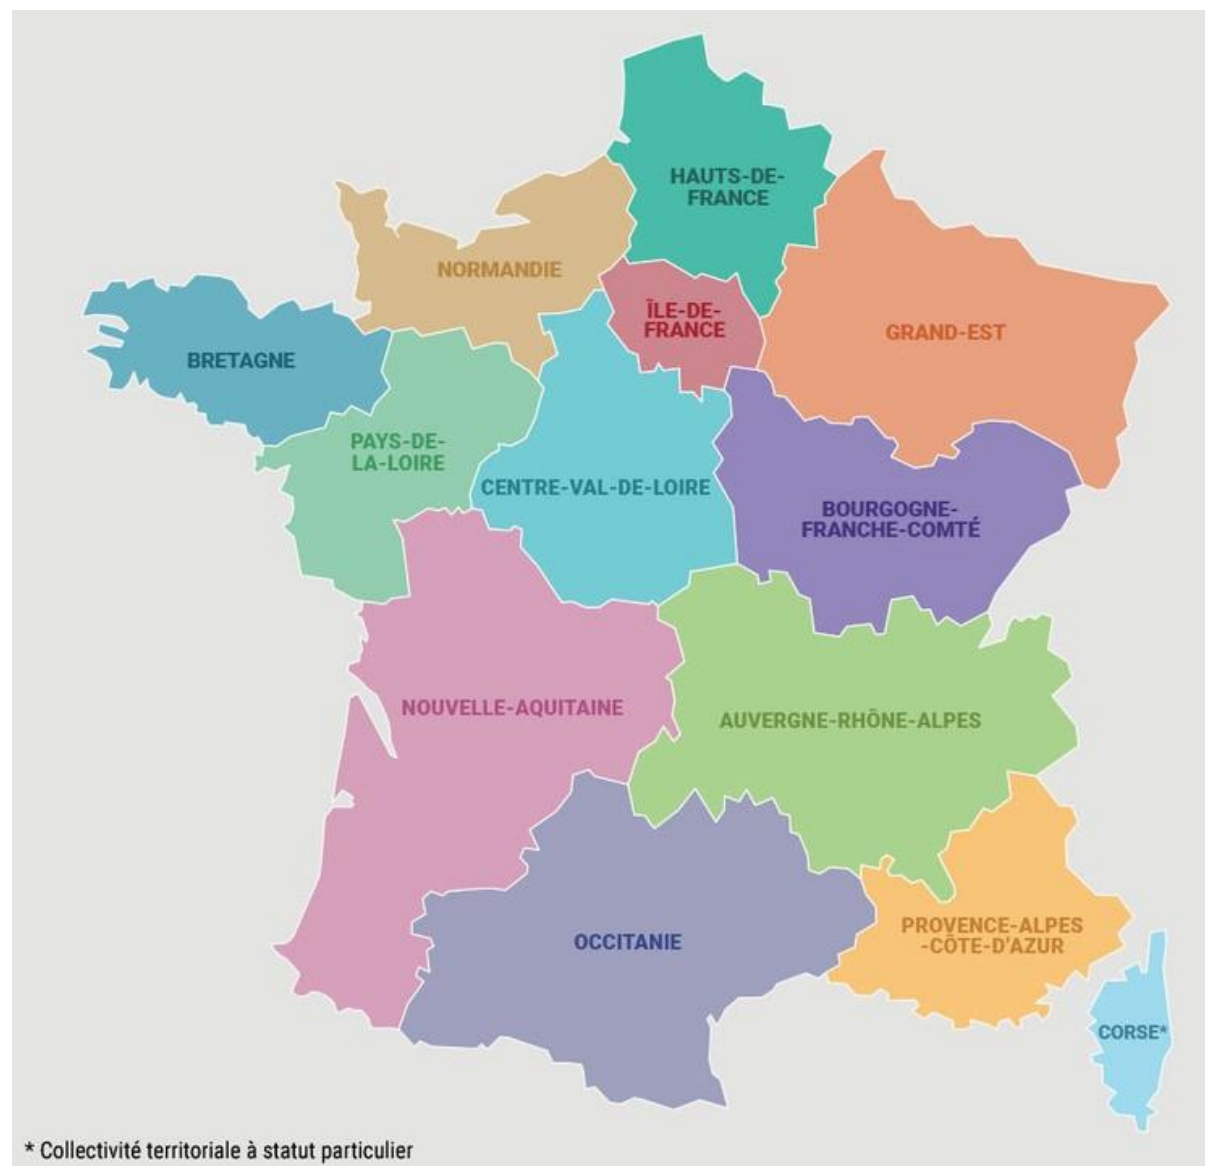 HAUTS-DE-
FRANCE
NORMANDIE
ÎLE-DE-
FRANCE
GRAND-EST
BRETAGNE
PAYS-DE-
LA-LOIRE
CENTRE-VAL-DE-LOIRE
BOURGOGNE-
FRANCHE-COMTÉ
NOUVELLE-AQUITAINE
AUVERGNE-RHÔNE-ALPES
OCCITANIE
PROVENCE-ALPES
-CÔTE-D'AZUR
CORSE*
* Collectivité territoriale à statut particulier